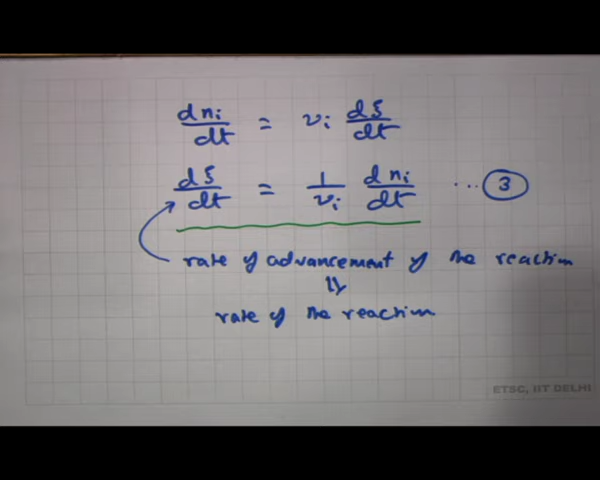 dnᵢ/dt = νᵢ dξ/dt
dξ/dt = 1/νᵢ dnᵢ/dt ... ③
rate of advancement of the reaction
⇓
rate of the reaction
ETSC, IIT DELHI